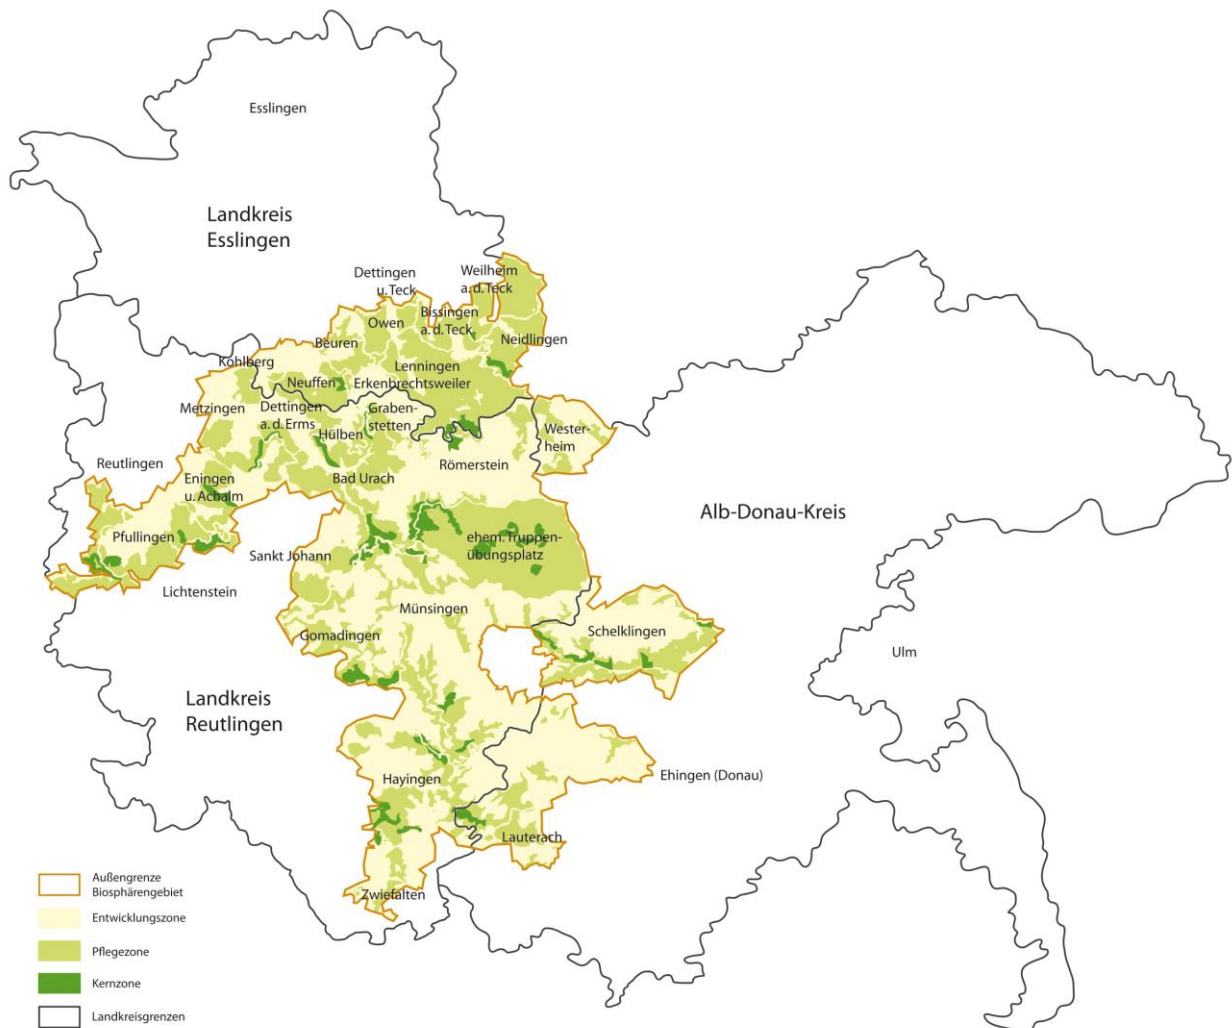 Esslingen
Landkreis
Esslingen
Dettingen
u. Teck
Weilheim
a. d. Teck
Owen
Bissingen
a. d. Teck
Beuren
Neidlingen
Kohlberg
Lenningen
Neuffen
Erkenbrechtsweiler
Metzingen
Dettingen
a. d. Erms
Graben-
stetten
Hülben
Wester-
heim
Reutlingen
Römerstein
Eningen
u. Achalm
Bad Urach
Alb-Donau-Kreis
Pfullingen
ehem. Truppen-
übungsplatz
Sankt Johann
Lichtenstein
Münsingen
Schelklingen
Gomadingen
Ulm
Landkreis
Reutlingen
Hayingen
Ehingen (Donau)
Lauterach
Zwiefalten
Außengrenze
Biosphärengebiet
Entwicklungszone
Pflegezone
Kernzone
Landkreisgrenzen